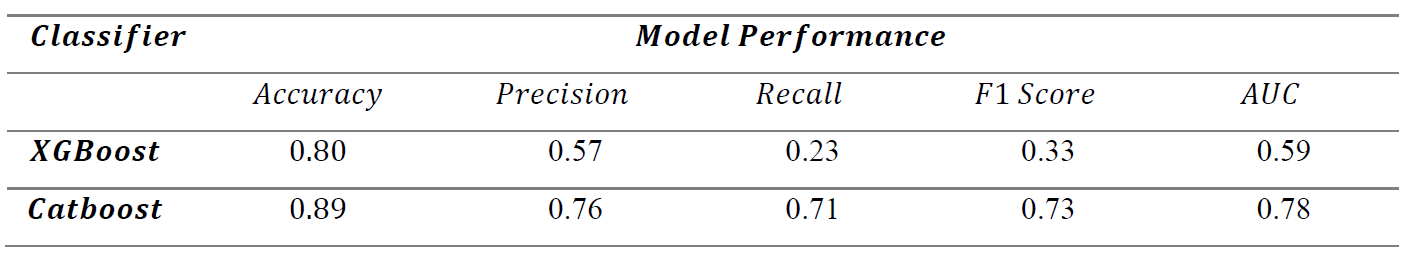 Classifier Model Performance
Accuracy Precision Recall F1 Score AUC
XGBoost 0.80 0.57 0.23 0.33 0.59
Catboost 0.89 0.76 0.71 0.73 0.78